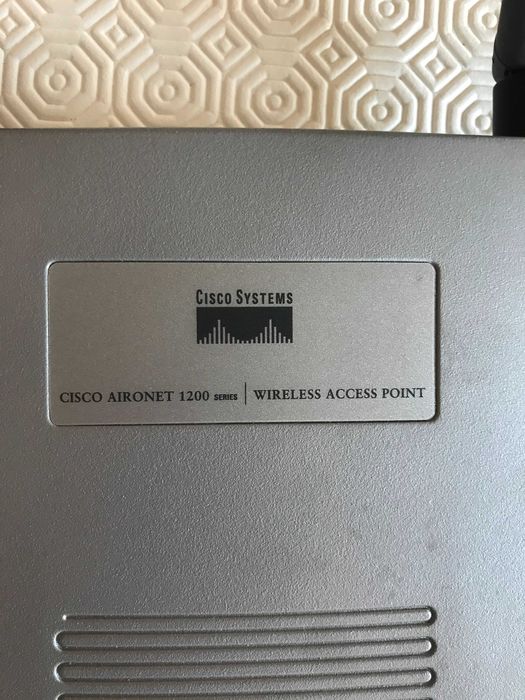 CISCO SYSTEMS
CISCO AIRONET 1200 SERIES | WIRELESS ACCESS POINT